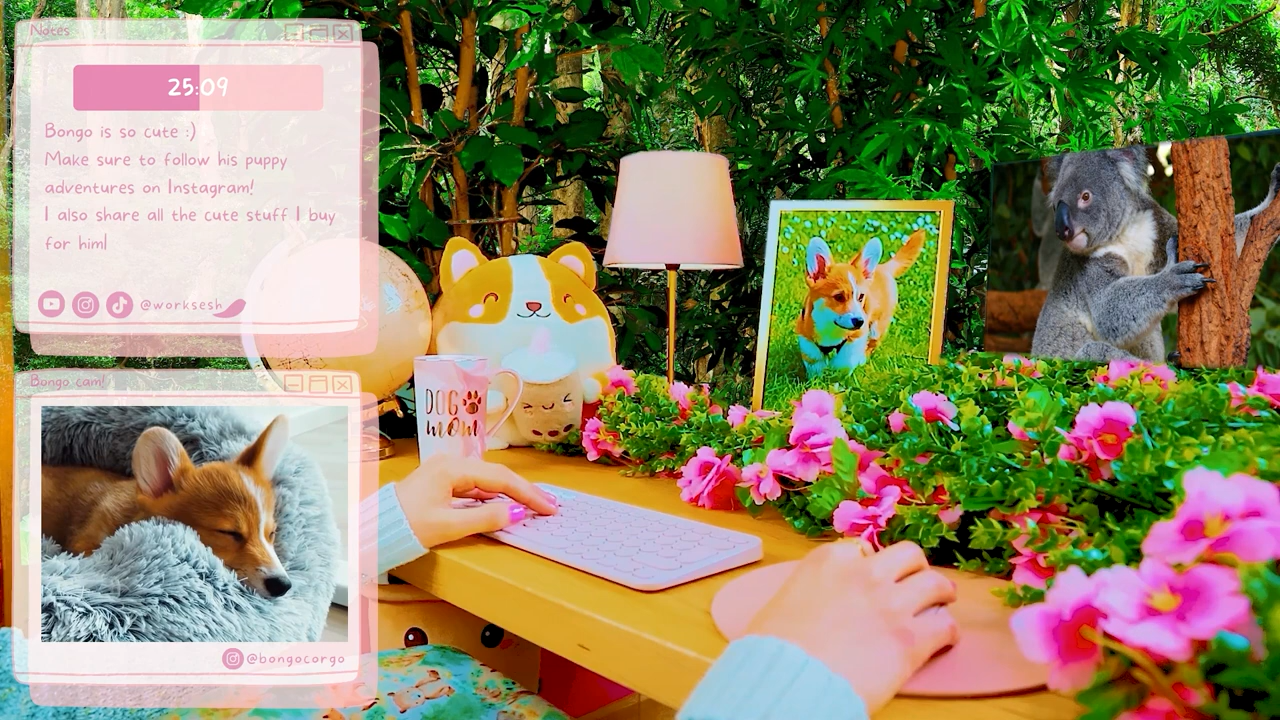 Notes
25:09
Bongo is so cute :)
Make sure to follow his puppy
adventures on Instagram!
I also share all the cute stuff I buy
for him!
@worksesh
Bongo cam!
@bongocorgo
DOG
mom